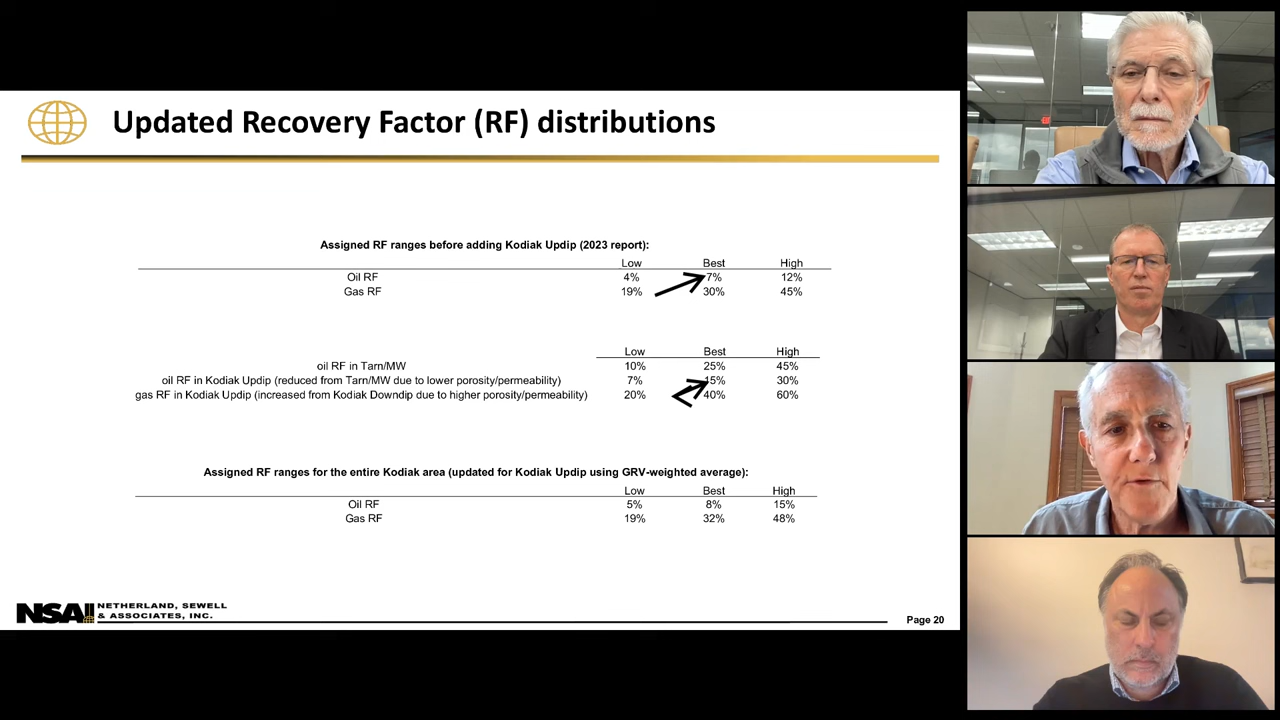 Updated Recovery Factor (RF) distributions
Assigned RF ranges before adding Kodiak Updip (2023 report):
Low Best High
Oil RF 4% 7% 12%
Gas RF 19% 30% 45%
Low Best High
oil RF in Tarn/MW 10% 25% 45%
oil RF in Kodiak Updip (reduced from Tarn/MW due to lower porosity/permeability) 7% 15% 30%
gas RF in Kodiak Updip (increased from Kodiak Downdip due to higher porosity/permeability) 20% 40% 60%
Assigned RF ranges for the entire Kodiak area (updated for Kodiak Updip using GRV-weighted average):
Low Best High
Oil RF 5% 8% 15%
Gas RF 19% 32% 48%
NSAI NETHERLAND, SEWELL
& ASSOCIATES, INC.
Page 20